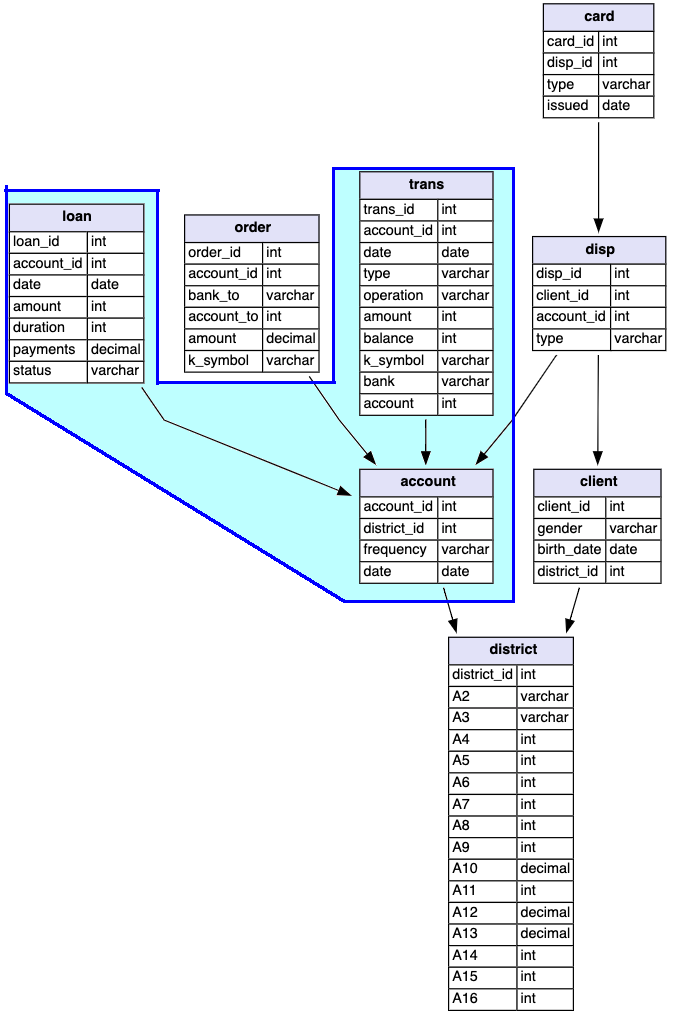 card
card_id int
disp_id int
type varchar
issued date
loan
loan_id int
account_id int
date date
amount int
duration int
payments decimal
status varchar
order
order_id int
account_id int
bank_to varchar
account_to int
amount decimal
k_symbol varchar
trans
trans_id int
account_id int
date date
type varchar
operation varchar
amount int
balance int
k_symbol varchar
bank varchar
account int
disp
disp_id int
client_id int
account_id int
type varchar
account
account_id int
district_id int
frequency varchar
date date
client
client_id int
gender varchar
birth_date date
district_id int
district
district_id int
A2 varchar
A3 varchar
A4 int
A5 int
A6 int
A7 int
A8 int
A9 int
A10 decimal
A11 int
A12 decimal
A13 decimal
A14 int
A15 int
A16 int